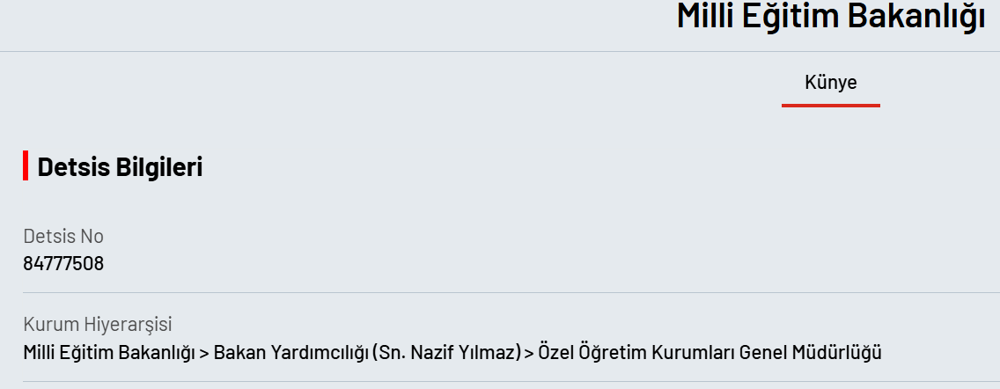 Milli Eğitim Bakanlığı
Künye
Detsis Bilgileri
Detsis No
84777508
Kurum Hiyerarşisi
Milli Eğitim Bakanlığı > Bakan Yardımcılığı (Sn. Nazif Yılmaz) > Özel Öğretim Kurumları Genel Müdürlüğü